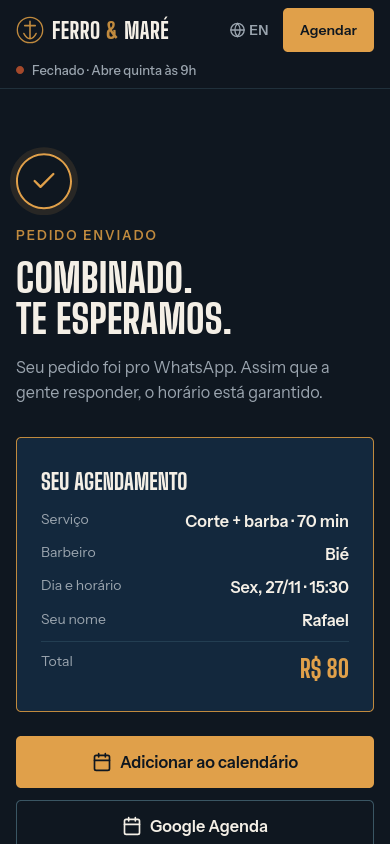 FERRO & MARÉ
EN
Agendar
Fechado · Abre quinta às 9h
PEDIDO ENVIADO
COMBINADO.
TE ESPERAMOS.
Seu pedido foi pro WhatsApp. Assim que a
gente responder, o horário está garantido.
SEU AGENDAMENTO
Serviço Corte + barba · 70 min
Barbeiro Bié
Dia e horário Sex, 27/11 · 15:30
Seu nome Rafael
Total R$ 80
Adicionar ao calendário
Google Agenda